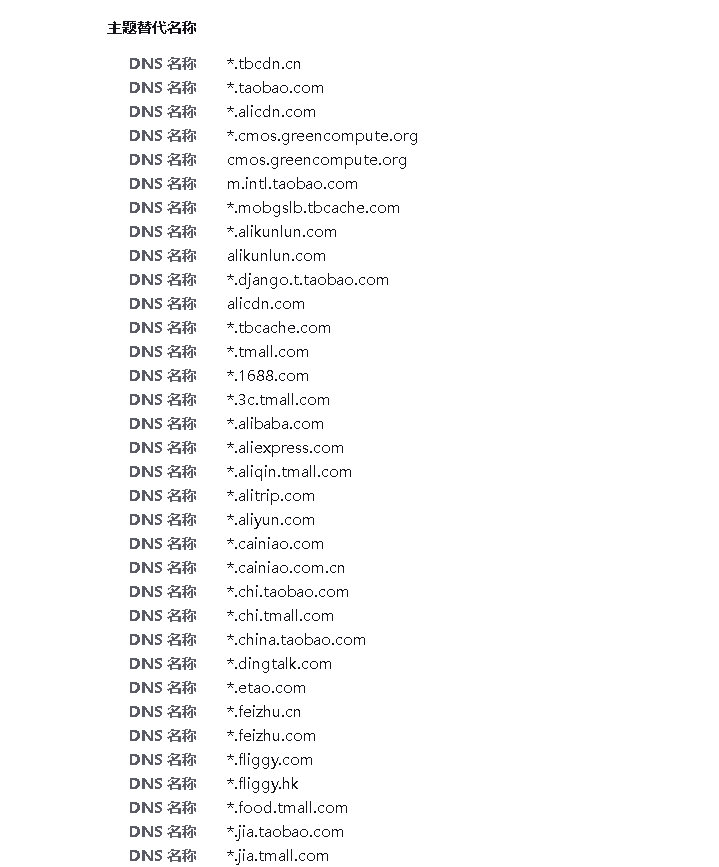 主题替代名称
DNS 名称 *.tbcdn.cn
DNS 名称 *.taobao.com
DNS 名称 *.alicdn.com
DNS 名称 *.cmos.greencompute.org
DNS 名称 cmos.greencompute.org
DNS 名称 m.intl.taobao.com
DNS 名称 *.mobgslb.tbcache.com
DNS 名称 *.alikunlun.com
DNS 名称 alikunlun.com
DNS 名称 *.django.t.taobao.com
DNS 名称 alicdn.com
DNS 名称 *.tbcache.com
DNS 名称 *.tmall.com
DNS 名称 *.1688.com
DNS 名称 *.3c.tmall.com
DNS 名称 *.alibaba.com
DNS 名称 *.aliexpress.com
DNS 名称 *.aliqin.tmall.com
DNS 名称 *.alitrip.com
DNS 名称 *.aliyun.com
DNS 名称 *.cainiao.com
DNS 名称 *.cainiao.com.cn
DNS 名称 *.chi.taobao.com
DNS 名称 *.chi.tmall.com
DNS 名称 *.china.taobao.com
DNS 名称 *.dingtalk.com
DNS 名称 *.etao.com
DNS 名称 *.feizhu.cn
DNS 名称 *.feizhu.com
DNS 名称 *.fliggy.com
DNS 名称 *.fliggy.hk
DNS 名称 *.food.tmall.com
DNS 名称 *.jia.taobao.com
DNS 名称 *.jia.tmall.com